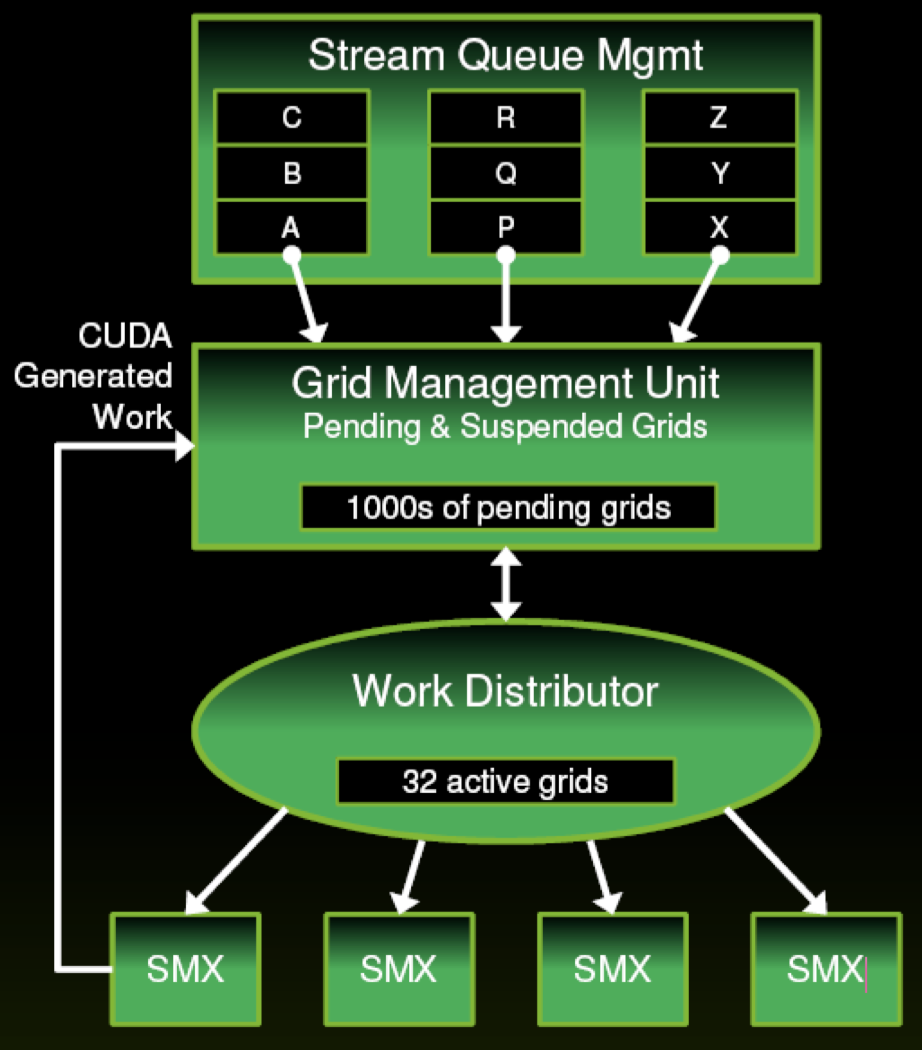 Stream Queue Mgmt
C
B
A
R
Q
P
Z
Y
X
CUDA
Generated
Work
Grid Management Unit
Pending & Suspended Grids
1000s of pending grids
Work Distributor
32 active grids
SMX
SMX
SMX
SMX